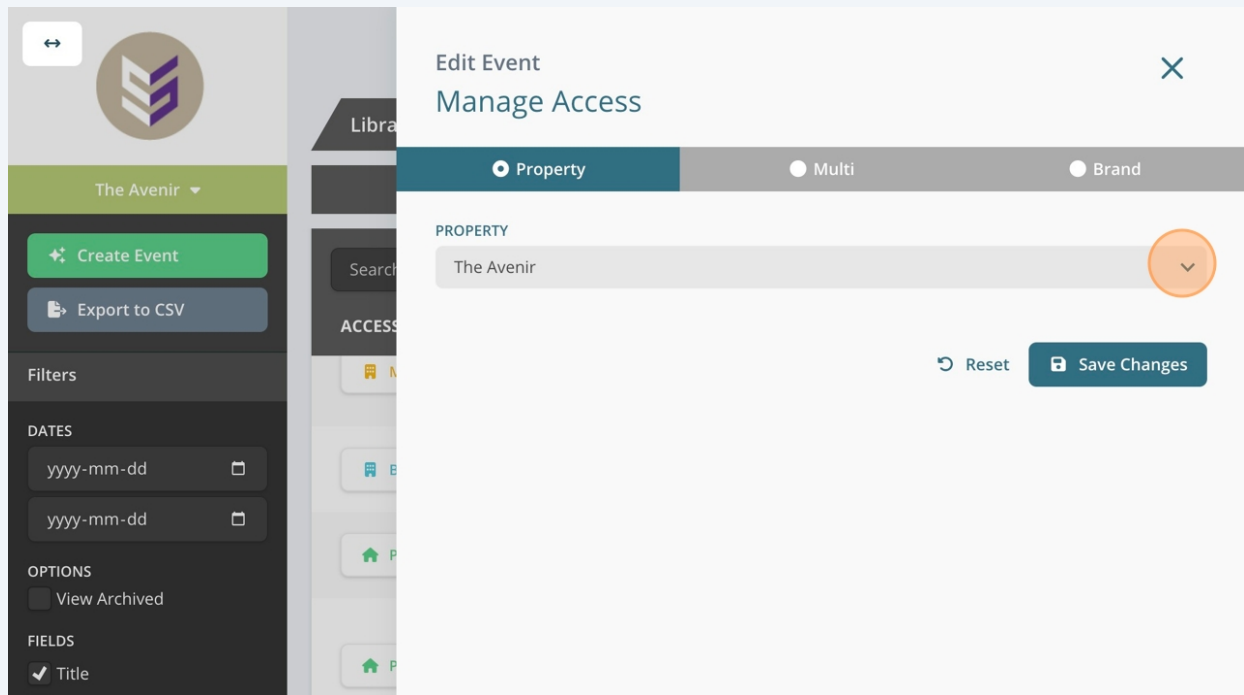 The Avenir
Create Event
Export to CSV
Filters
DATES
yyyy-mm-dd
yyyy-mm-dd
OPTIONS
View Archived
FIELDS
Title
Libra
Search
ACCESS
Edit Event
Manage Access
Property Multi Brand
PROPERTY
The Avenir
Reset Save Changes